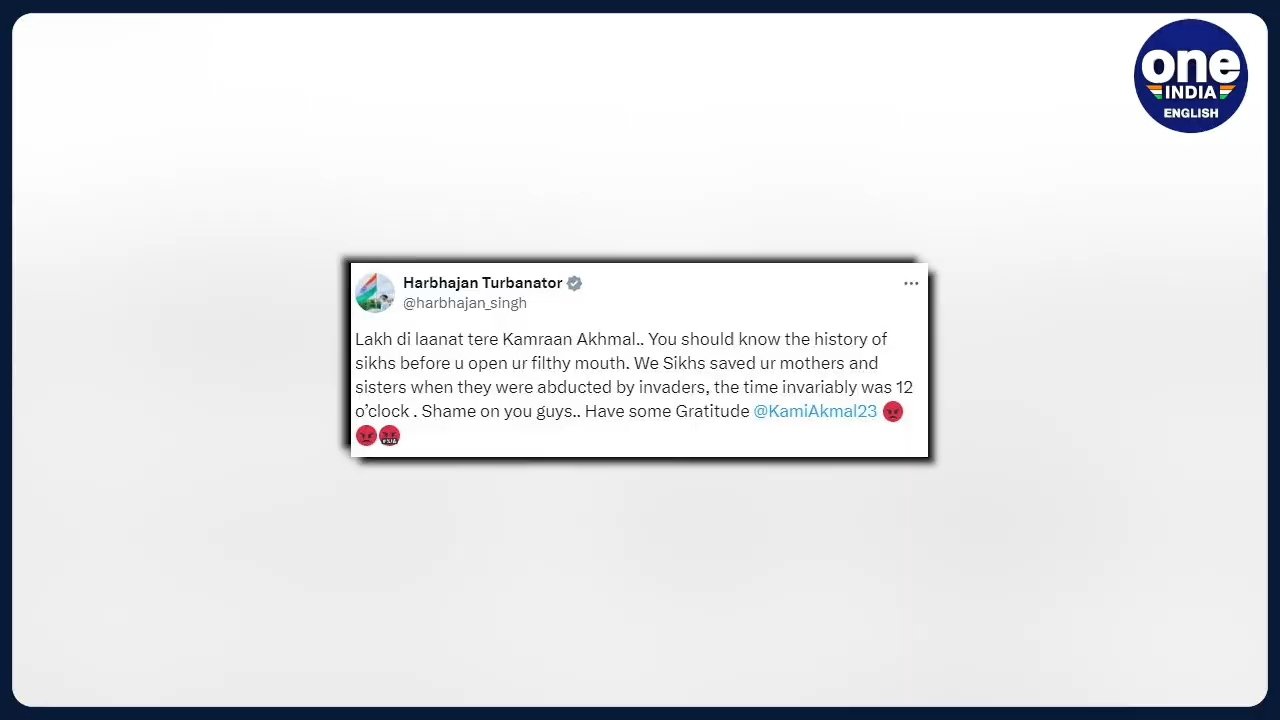 one
INDIA
ENGLISH
Harbhajan Turbanator
@harbhajan_singh
Lakh di laanat tere Kamraan Akhmal.. You should know the history of
sikhs before u open ur filthy mouth. We Sikhs saved ur mothers and
sisters when they were abducted by invaders, the time invariably was 12
o’clock . Shame on you guys.. Have some Gratitude @KamiAkmal23 😡
😡🤬